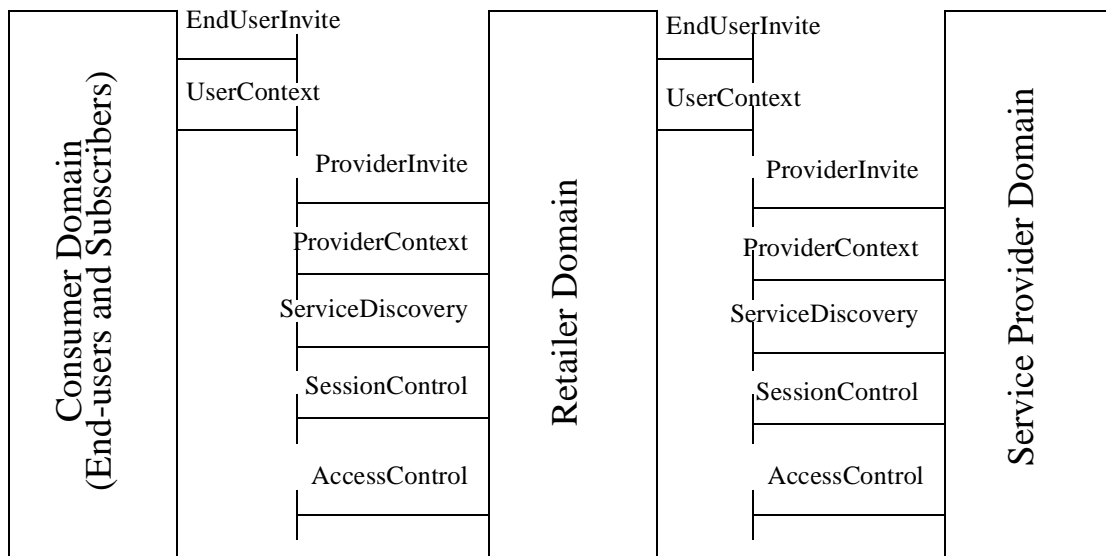 Consumer Domain
(End-users and Subscribers)
EndUserInvite
UserContext
ProviderInvite
ProviderContext
ServiceDiscovery
SessionControl
AccessControl
Retailer Domain
EndUserInvite
UserContext
ProviderInvite
ProviderContext
ServiceDiscovery
SessionControl
AccessControl
Service Provider Domain